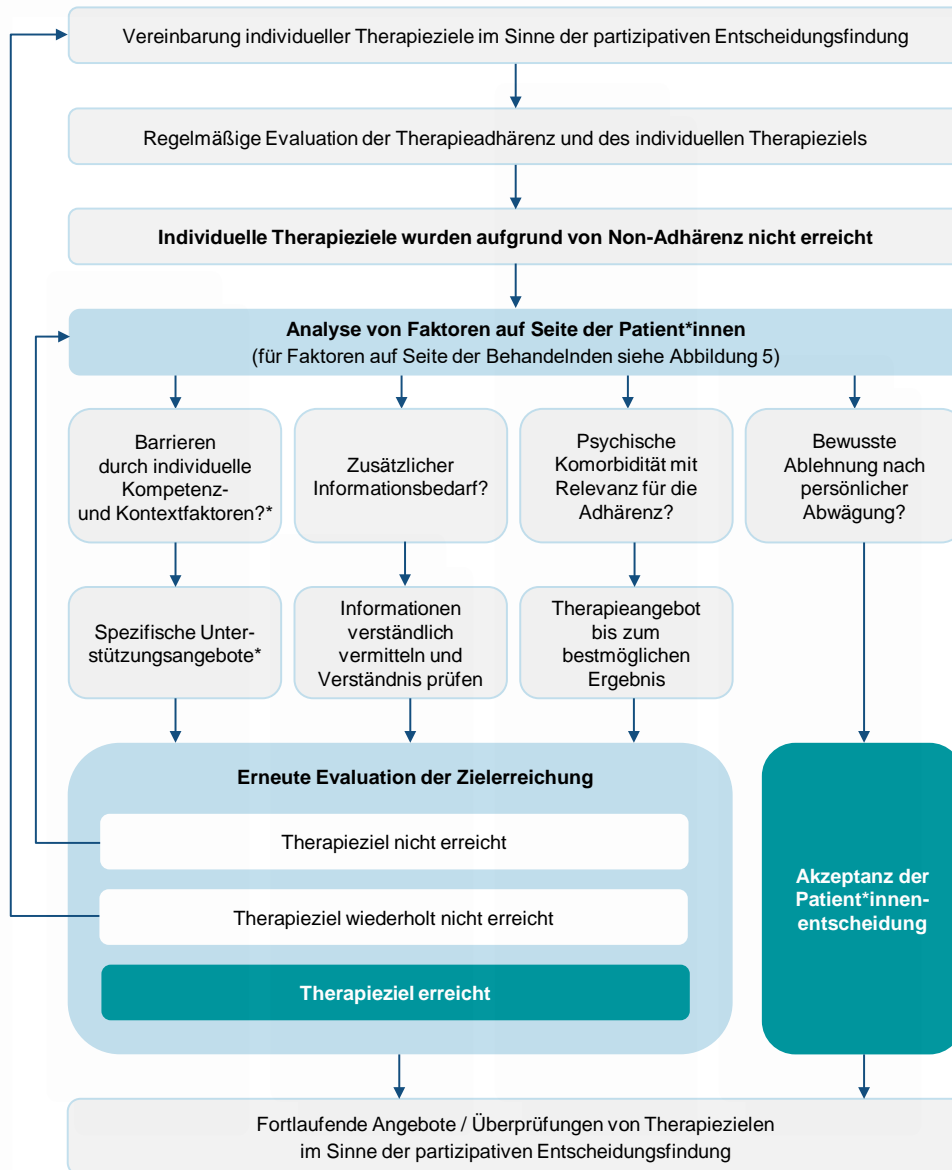 Vereinbarung individueller Therapieziele im Sinne der partizipativen Entscheidungsfindung
Regelmäßige Evaluation der Therapieadhärenz und des individuellen Therapieziels
Individuelle Therapieziele wurden aufgrund von Non-Adhärenz nicht erreicht
Analyse von Faktoren auf Seite der Patient*innen
(für Faktoren auf Seite der Behandelnden siehe Abbildung 5)
Barrieren
durch individuelle
Kompetenz-
und Kontextfaktoren?*
Zusätzlicher
Informationsbedarf?
Psychische
Komorbidität mit
Relevanz für die
Adhärenz?
Bewusste
Ablehnung nach
persönlicher
Abwägung?
Spezifische Unter-
stützungsangebote*
Informationen
verständlich
vermitteln und
Verständnis prüfen
Therapieangebot
bis zum
bestmöglichen
Ergebnis
Erneute Evaluation der Zielerreichung
Therapieziel nicht erreicht
Therapieziel wiederholt nicht erreicht
Therapieziel erreicht
Akzeptanz der
Patient*innen-
entscheidung
Fortlaufende Angebote / Überprüfungen von Therapiezielen
im Sinne der partizipativen Entscheidungsfindung